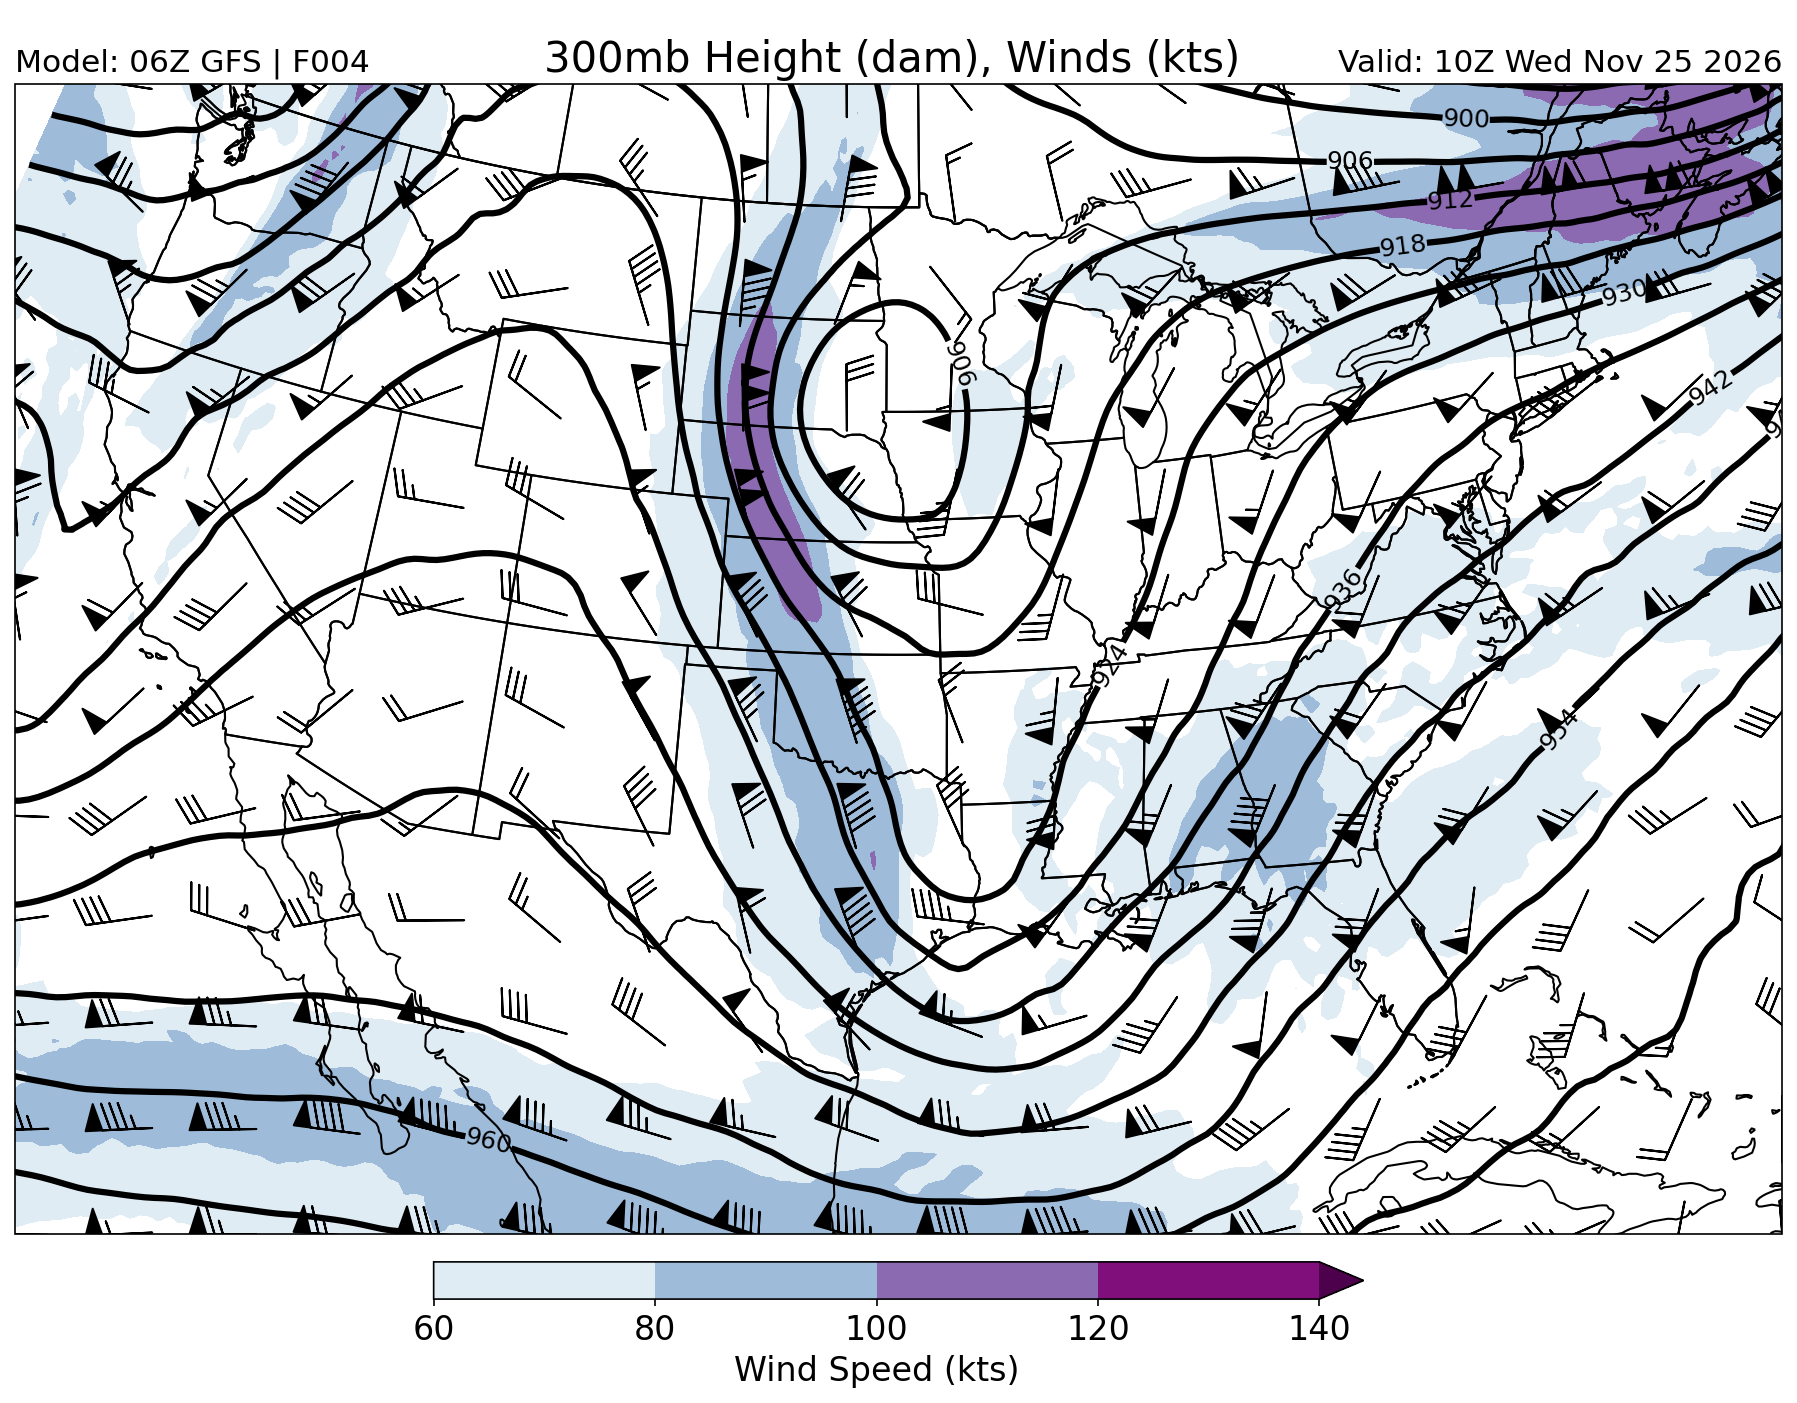 Model: 06Z GFS | F004
300mb Height (dam), Winds (kts)
Valid: 10Z Wed Nov 25 2026
900
906
912
918
930
906
942
936
924
954
960
60 80 100 120 140
Wind Speed (kts)